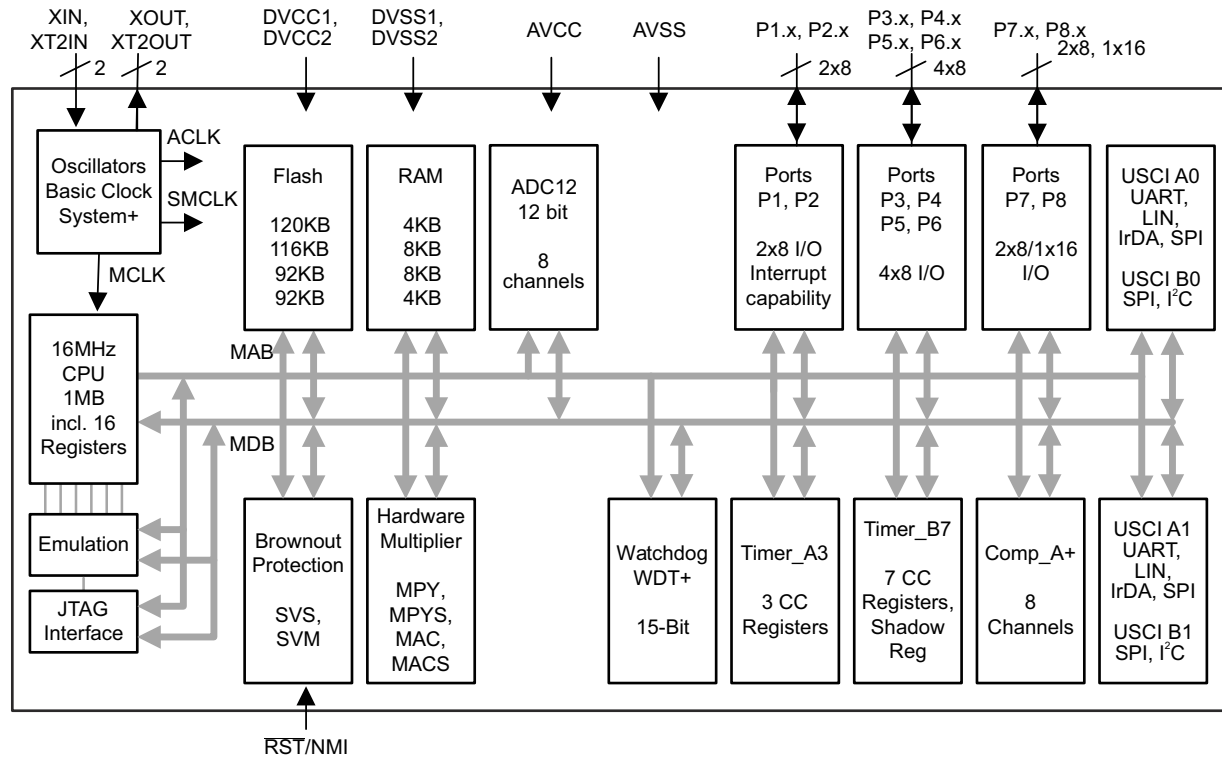 XIN,
XT2IN
2
XOUT,
XT2OUT
2
DVCC1,
DVCC2
DVSS1,
DVSS2
AVCC
AVSS
P1.x, P2.x
2x8
P3.x, P4.x
P5.x, P6.x
4x8
P7.x, P8.x
2x8, 1x16
Oscillators
Basic Clock
System+
ACLK
SMCLK
MCLK
Flash
120KB
116KB
92KB
92KB
RAM
4KB
8KB
8KB
4KB
ADC12
12 bit
8
channels
Ports
P1, P2
2x8 I/O
Interrupt
capability
Ports
P3, P4
P5, P6
4x8 I/O
Ports
P7, P8
2x8/1x16
I/O
USCI A0
UART,
LIN,
IrDA, SPI
USCI B0
SPI, I²C
16MHz
CPU
1MB
incl. 16
Registers
MAB
MDB
Emulation
JTAG
Interface
Brownout
Protection
SVS,
SVM
Hardware
Multiplier
MPY,
MPYS,
MAC,
MACS
Watchdog
WDT+
15-Bit
Timer_A3
3 CC
Registers
Timer_B7
7 CC
Registers,
Shadow
Reg
Comp_A+
8
Channels
USCI A1
UART,
LIN,
IrDA, SPI
USCI B1
SPI, I²C
RST/NMI